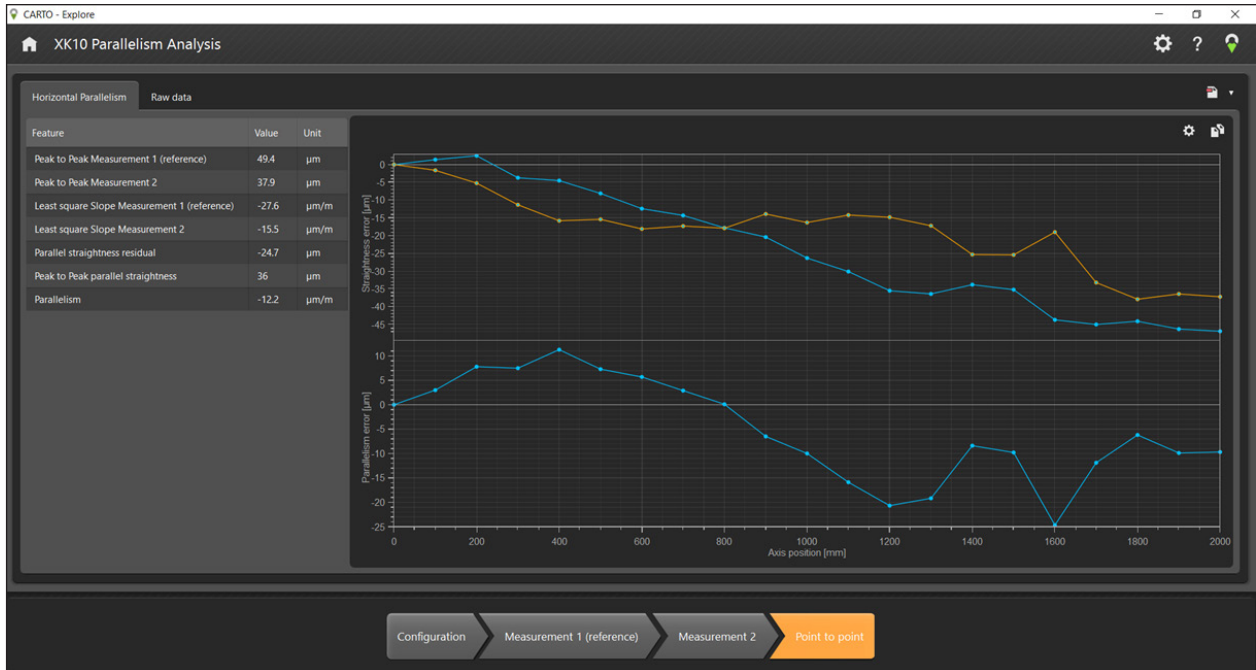 CARTO - Explore
XK10 Parallelism Analysis
?
Horizontal Parallelism Raw data
Feature Value Unit
Peak to Peak Measurement 1 (reference) 49.4 µm
Peak to Peak Measurement 2 37.9 µm
Least square Slope Measurement 1 (reference) -27.6 µm/m
Least square Slope Measurement 2 -15.5 µm/m
Parallel straightness residual -24.7 µm
Peak to Peak parallel straightness 36 µm
Parallelism -12.2 µm/m
Straightness error [µm]
0
-5
-10
-15
-20
-25
-30
-35
-40
-45
Parallelism error [µm]
10
5
0
-5
-10
-15
-20
-25
0 200 400 600 800 1000 1200 1400 1600 1800 2000
Axis position [mm]
Configuration Measurement 1 (reference) Measurement 2 Point to point